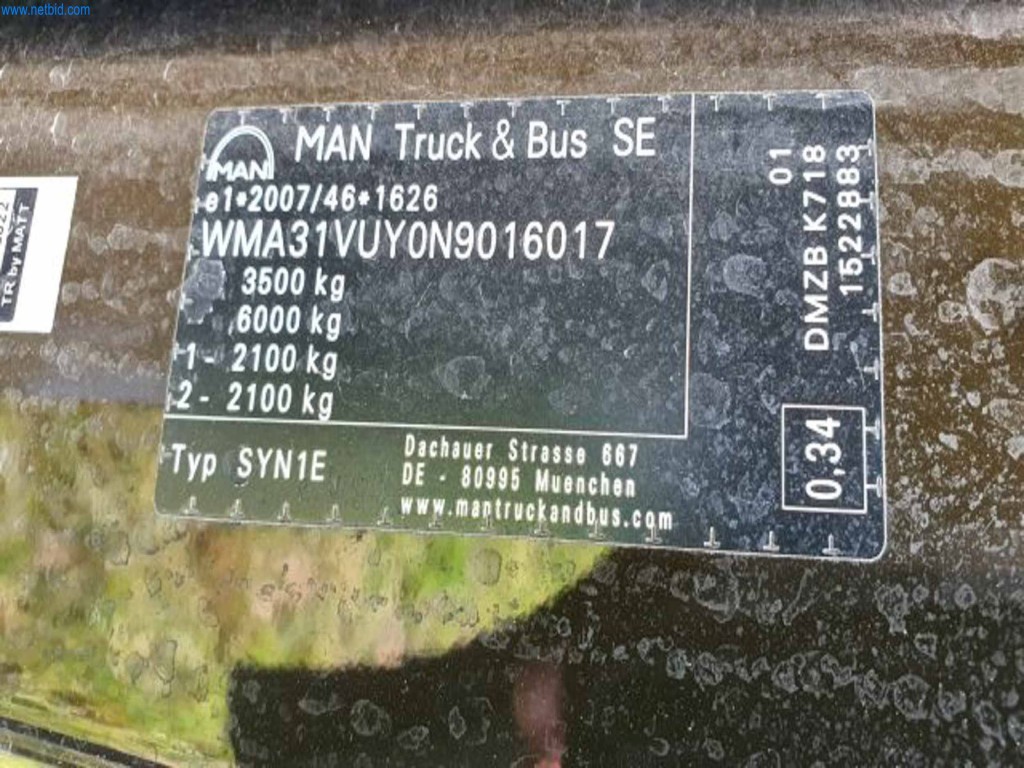 www.netbid.com
MAN
MAN Truck & Bus SE
e1*2007/46*1626
WMA31VUY0N9016017
3500 kg
6000 kg
1 - 2100 kg
2 - 2100 kg
Typ SYN1E
Dachauer Strasse 667
DE - 80995 Muenchen
www.mantruckandbus.com
01
DMZB K718
1522883
0,34
TR by MATT